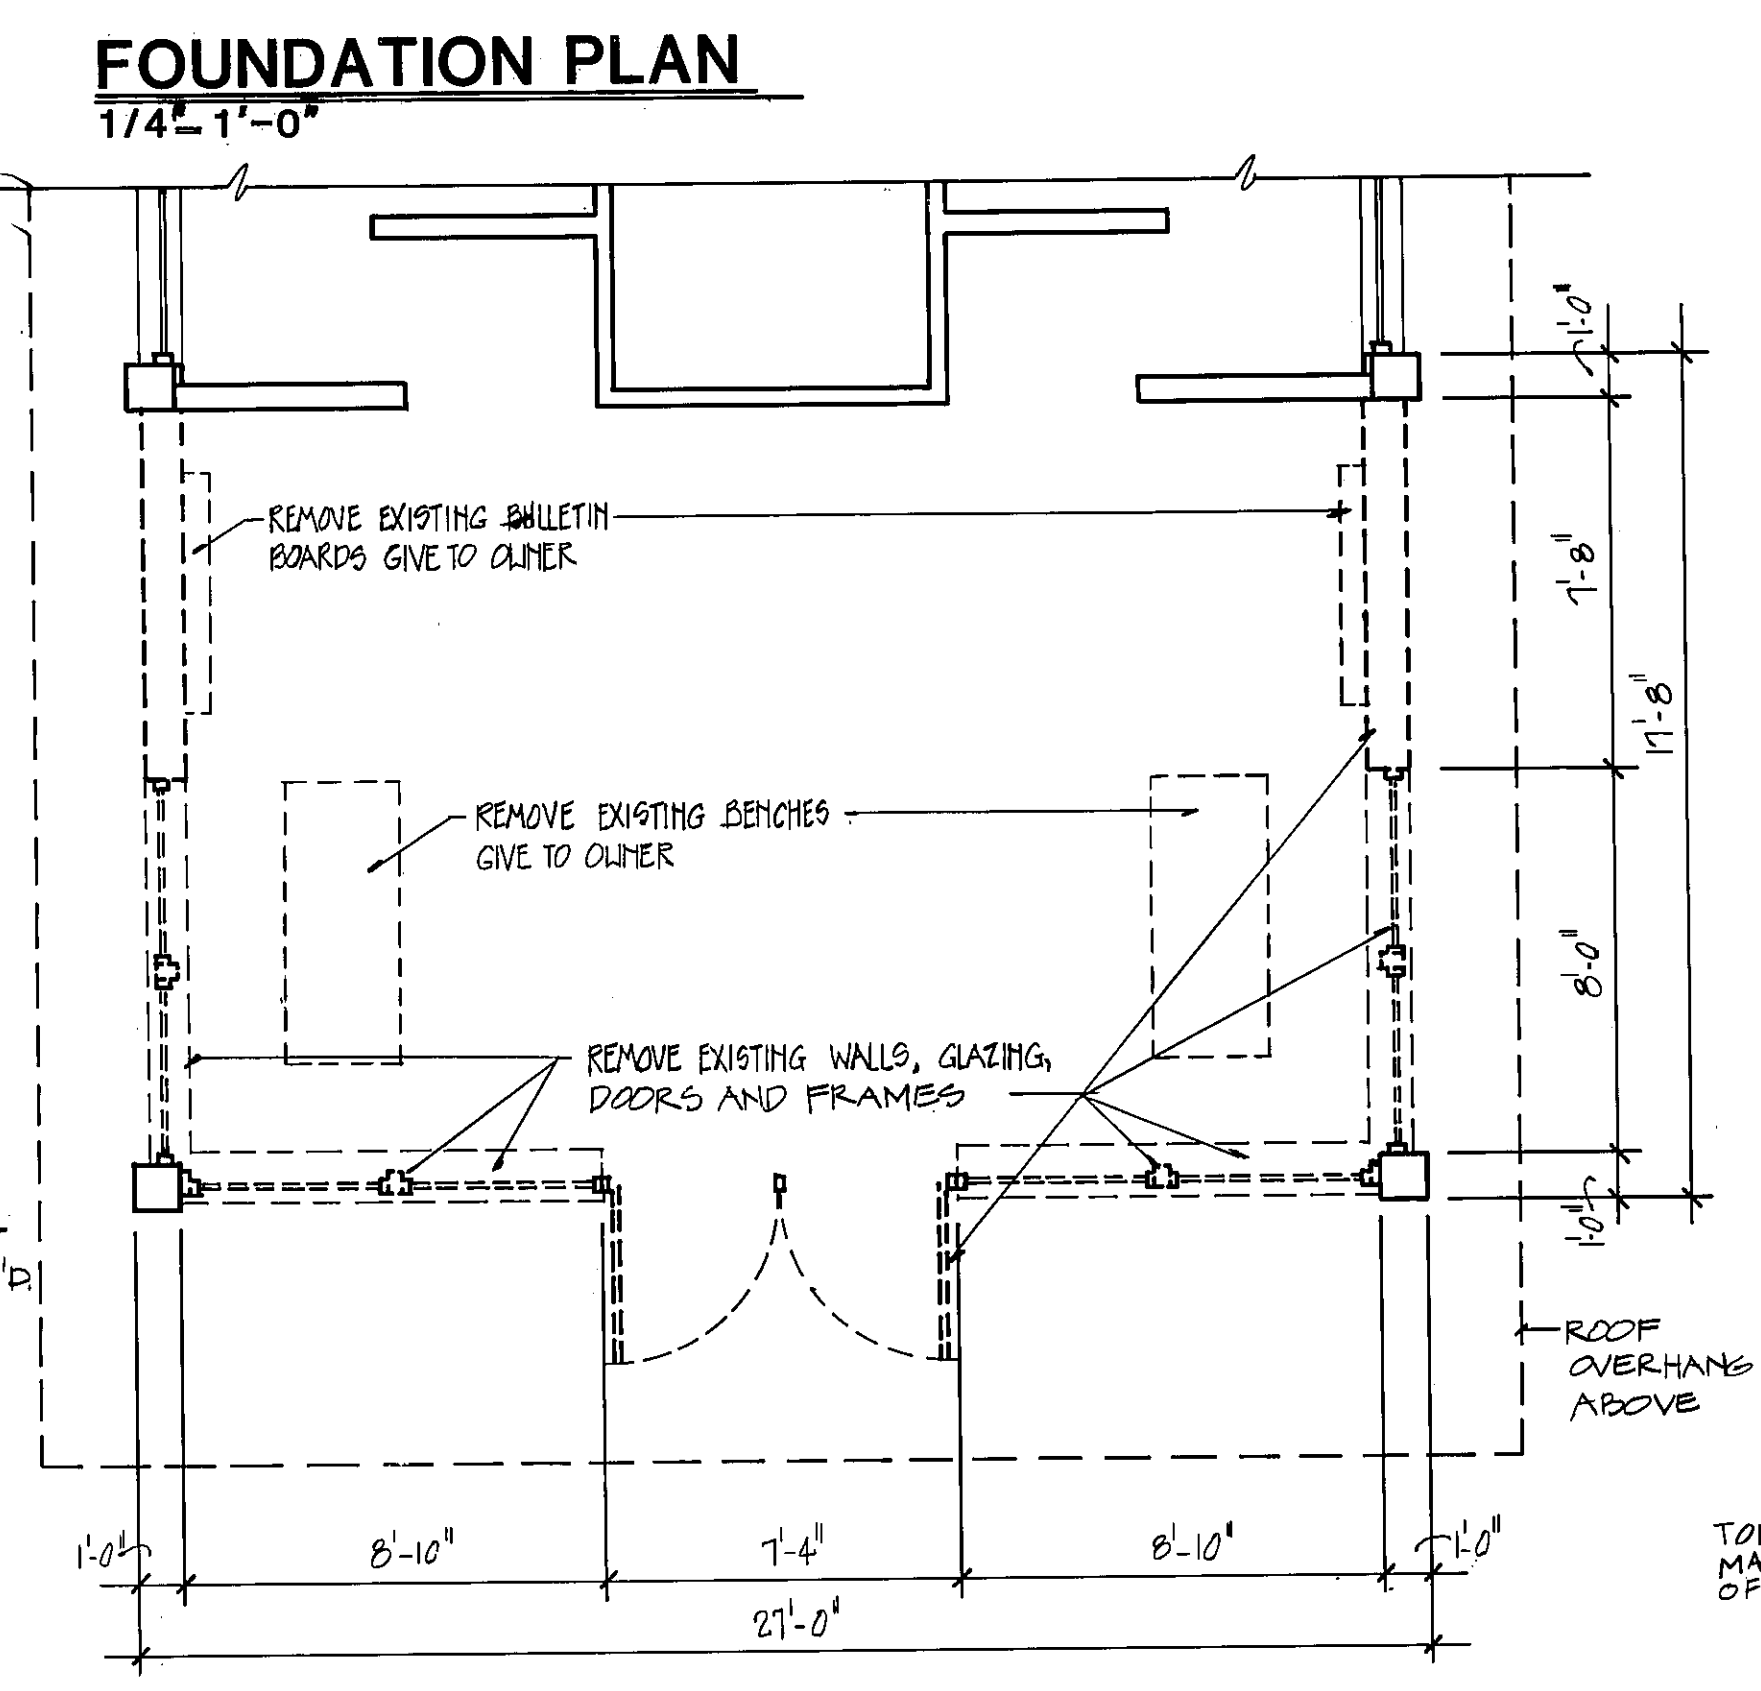 FOUNDATION PLAN
1/4"=1'-0"
1'-0"
REMOVE EXISTING BULLETIN
BOARDS GIVE TO OWNER
7'-8"
17'-8"
REMOVE EXISTING BENCHES
GIVE TO OWNER
8'-0"
REMOVE EXISTING WALLS, GLAZING,
DOORS AND FRAMES
1'-0"
'D.
ROOF
OVERHANG
ABOVE
1'-0" 8'-10" 7'-4" 8'-10" 1'-0"
27'-0"
MA
OF